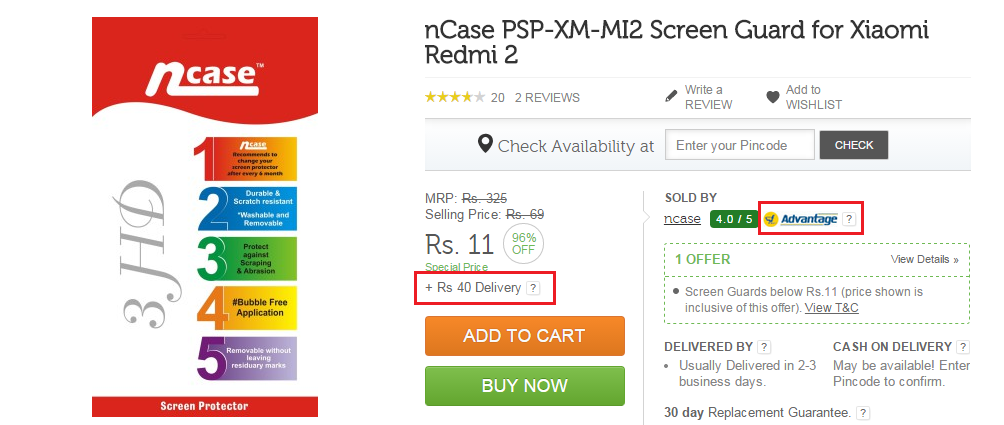 ncase™
3HD
1
ncase
Recommends to
change your
screen protector
after every 6 month
2
Durable &
Scratch resistant
*Washable and
Removable
3
Protect
against
Scraping
& Abrasion
4
#Bubble Free
Application
5
Removable without
leaving
residuary marks
Screen Protector
nCase PSP-XM-MI2 Screen Guard for Xiaomi
Redmi 2
20 2 REVIEWS
Write a
REVIEW
Add to
WISHLIST
Check Availability at
Enter your Pincode
CHECK
MRP: Rs. 325
Selling Price: Rs. 69
Rs. 11
96%
OFF
Special Price
+ Rs 40 Delivery ?
ADD TO CART
BUY NOW
SOLD BY
ncase 4.0 / 5 Advantage ?
1 OFFER View Details »
• Screen Guards below Rs.11 (price shown is
inclusive of this offer). View T&C
DELIVERED BY ?
• Usually Delivered in 2-3
business days.
CASH ON DELIVERY ?
May be available! Enter
Pincode to confirm.
30 day Replacement Guarantee. ?